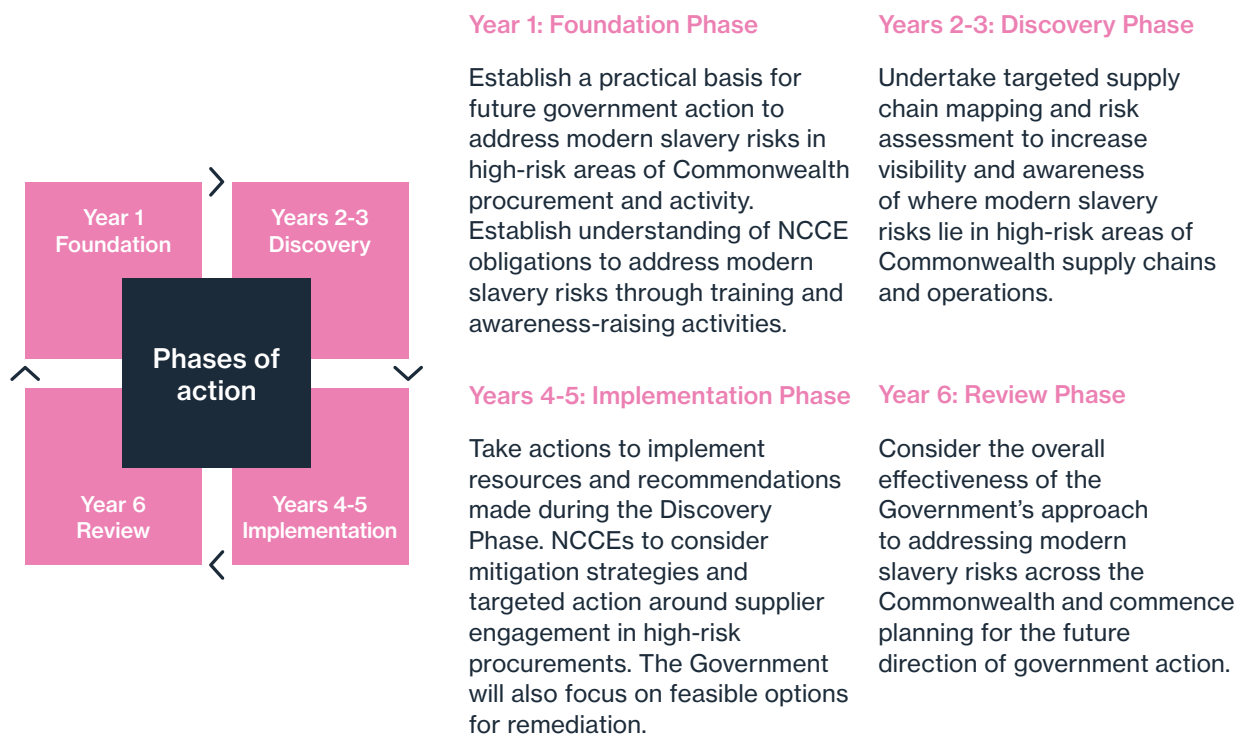 Year 1
Foundation
Years 2-3
Discovery
Phases of
action
Year 6
Review
Years 4-5
Implementation
Year 1: Foundation Phase
Establish a practical basis for
future government action to
address modern slavery risks in
high-risk areas of Commonwealth
procurement and activity.
Establish understanding of NCCE
obligations to address modern
slavery risks through training and
awareness-raising activities.
Years 2-3: Discovery Phase
Undertake targeted supply
chain mapping and risk
assessment to increase
visibility and awareness
of where modern slavery
risks lie in high-risk areas of
Commonwealth supply chains
and operations.
Years 4-5: Implementation Phase
Take actions to implement
resources and recommendations
made during the Discovery
Phase. NCCEs to consider
mitigation strategies and
targeted action around supplier
engagement in high-risk
procurements. The Government
will also focus on feasible options
for remediation.
Year 6: Review Phase
Consider the overall
effectiveness of the
Government’s approach
to addressing modern
slavery risks across the
Commonwealth and commence
planning for the future
direction of government action.